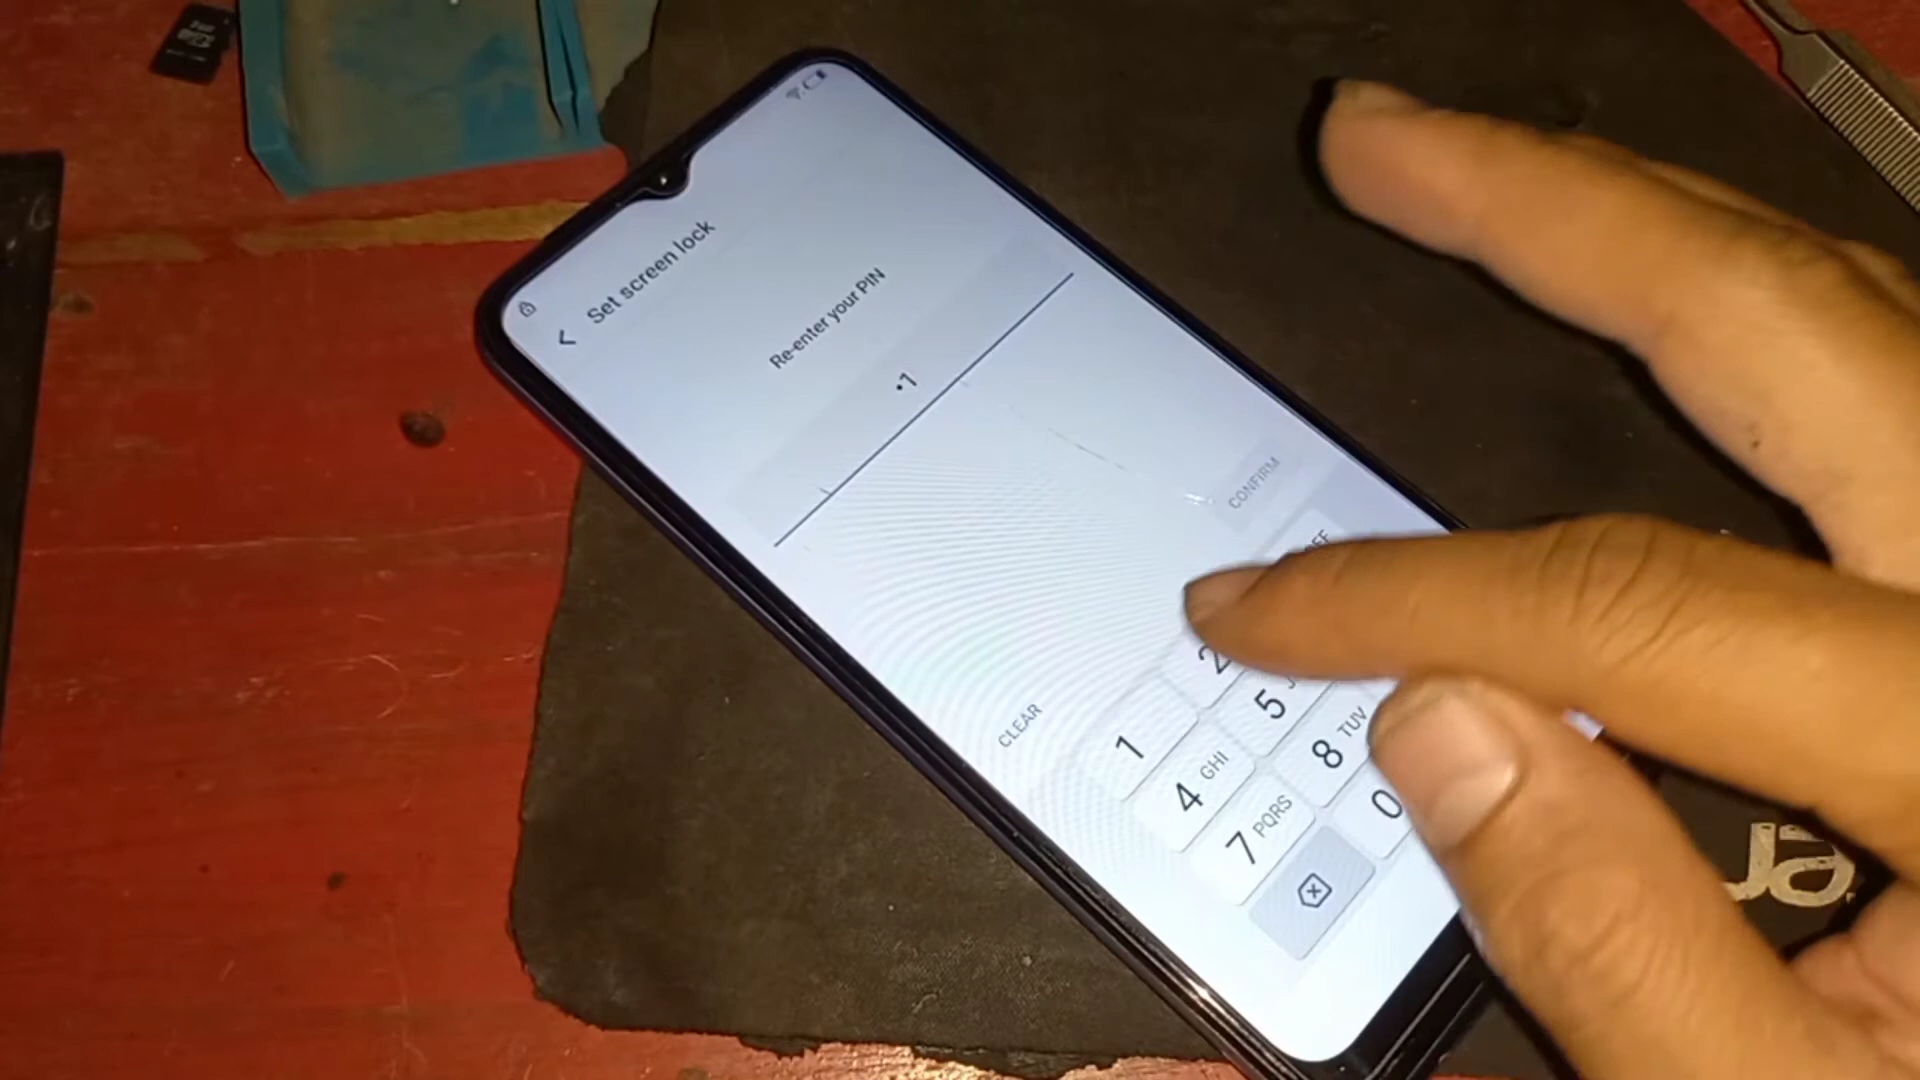 Set screen lock
Re-enter your PIN
•1
CLEAR
CONFIRM
1
2
4 GHI
5
7 PQRS
8 TUV
0